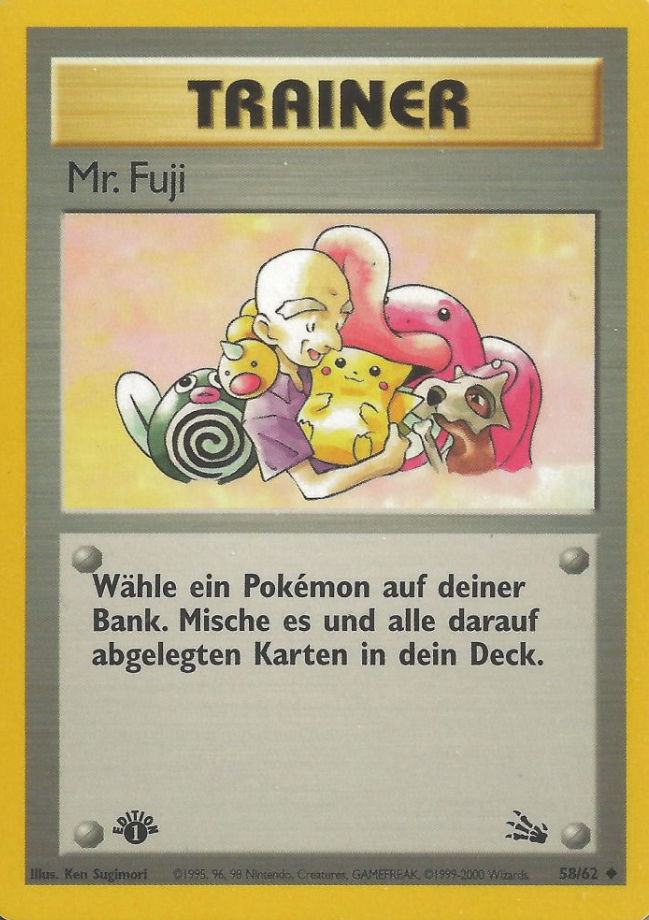 TRAINER
Mr. Fuji
Wähle ein Pokémon auf deiner
Bank. Mische es und alle darauf
abgelegten Karten in dein Deck.
EDITION
1
Illus. Ken Sugimori ©1995, 96, 98 Nintendo, Creatures, GAMEFREAK. ©1999-2000 Wizards. 58/62